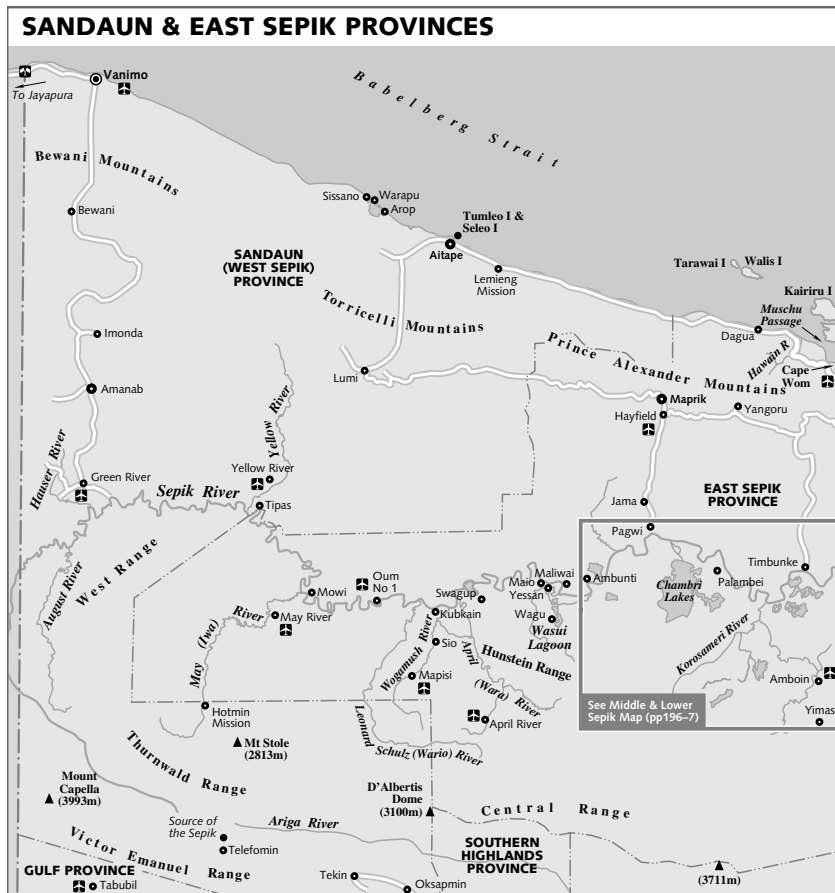 SANDAUN & EAST SEPIK PROVINCES
Vanimo
To Jayapura
Babelberg Strait
Bewani Mountains
Sissano
Warapu
Arop
Bewani
Tumleo I &
Seleo I
Aitape
SANDAUN
(WEST SEPIK)
PROVINCE
Lemieng
Mission
Tarawai I
Walis I
Kairiru I
Muschu
Passage
Torricelli Mountains
Imonda
Dagua
Hawain R
Prince Alexander Mountains
Cape
Wom
Lumi
Amanab
Maprik
Yangoru
Hayfield
Yellow River
Hauser River
Green River
Yellow River
Sepik River
Tipas
Jama
EAST SEPIK
PROVINCE
Pagwi
West Range
August River
Oum
No 1
Mowi
Maliwai
Maio
Yessan
Ambunti
Chambri
Lakes
Palambei
Timbunke
Swagup
Kubkain
Wagu
Wasui
Lagoon
May (Iwa) River
May River
Sio
Wogamush River
April (Wara) River
Hunstein Range
Korosameri River
Mapisi
Amboin
Hotmin
Mission
April River
See Middle & Lower
Sepik Map (pp196–7)
Yimas
Mt Stole
(2813m)
Leonard Schulz (Wario) River
Thurnwald Range
Mount
Capella
(3993m)
D'Albertis
Dome
(3100m)
Central Range
Source of
the Sepik
Ariga River
Telefomin
Victor Emanuel Range
SOUTHERN
HIGHLANDS
PROVINCE
GULF PROVINCE
Tabubil
Tekin
Oksapmin
(3711m)